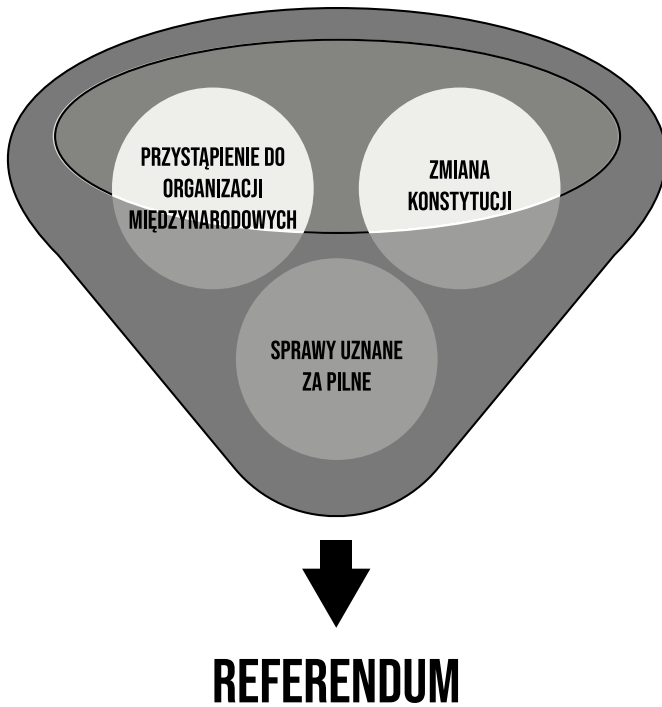 PRZYSTĄPIENIE DO
ORGANIZACJI
MIĘDZYNARODOWYCH
ZMIANA
KONSTYTUCJI
SPRAWY UZNANE
ZA PILNE
REFERENDUM